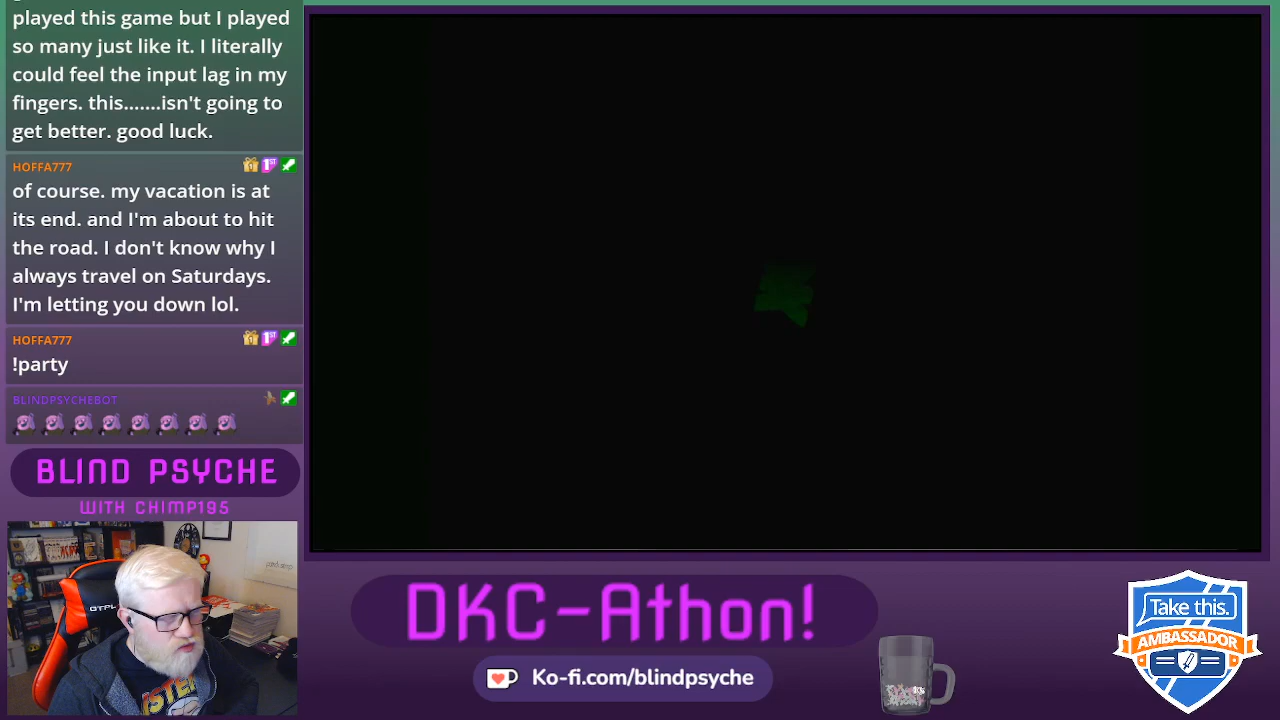 played this game but I played
so many just like it. I literally
could feel the input lag in my
fingers. this.......isn't going to
get better. good luck.
HOFFA777
of course. my vacation is at
its end. and I'm about to hit
the road. I don't know why I
always travel on Saturdays.
I'm letting you down lol.
HOFFA777
!party
BLINDPSYCHEBOT
BLIND PSYCHE
WITH CHIMP195
DKC-Athon!
Ko-fi.com/blindpsyche
Take this.
AMBASSADOR